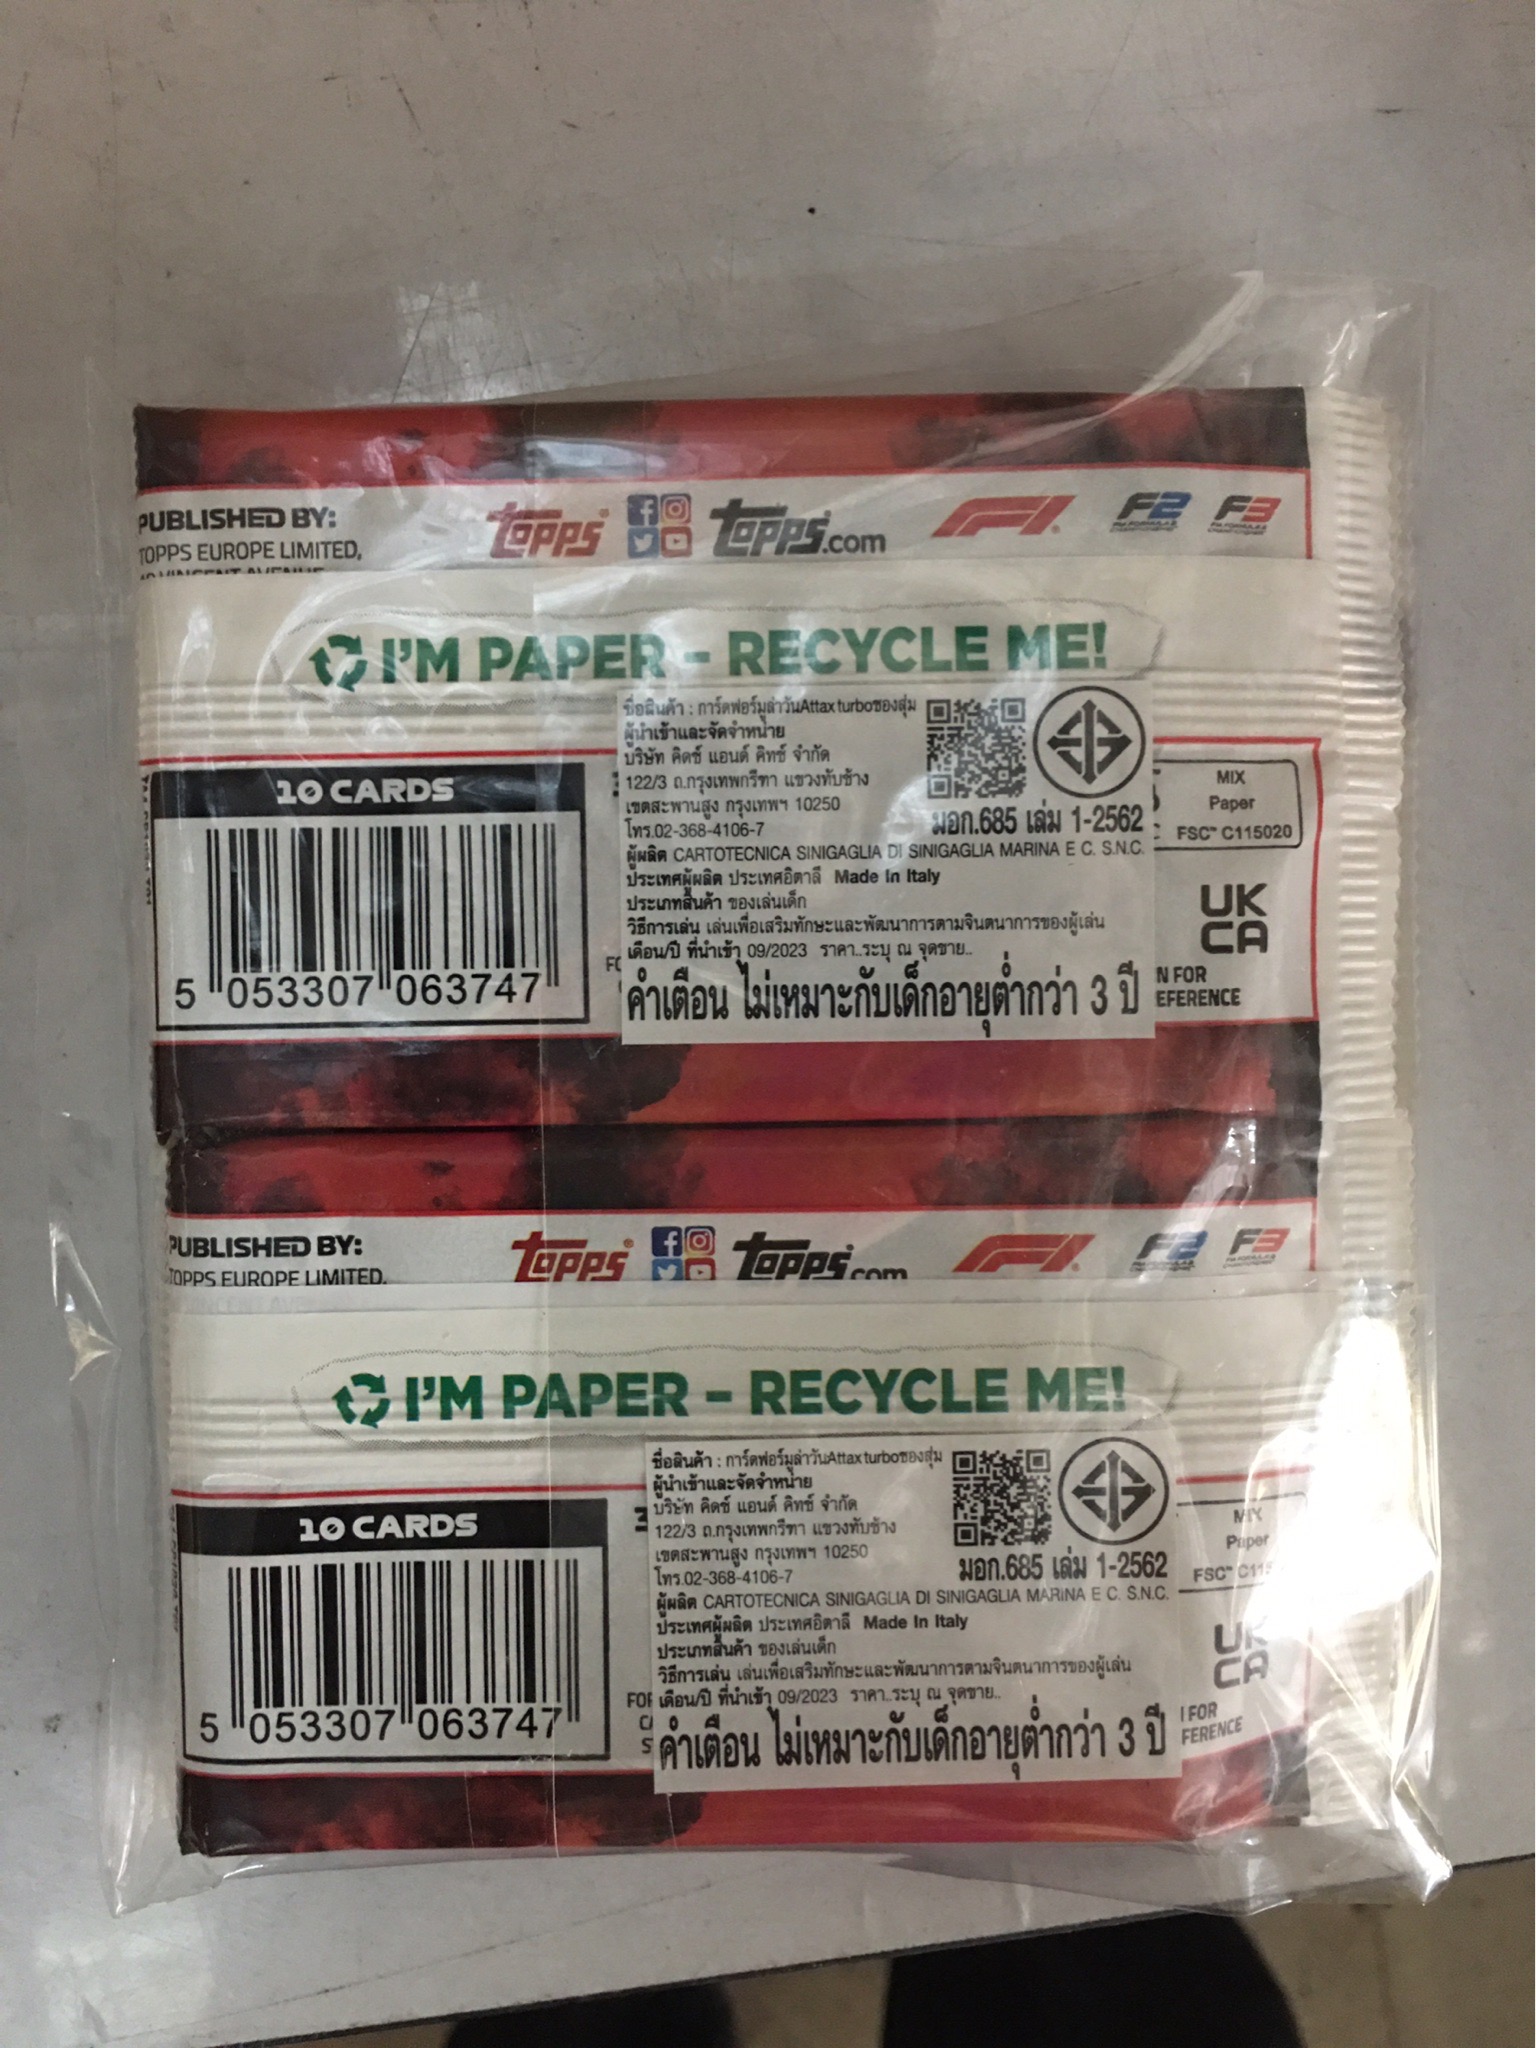 PUBLISHED BY:
TOPPS EUROPE LIMITED,
topps
topps.com
F1
F2
F3
I'M PAPER – RECYCLE ME!
10 CARDS
5 053307 063747
ชื่อสินค้า : การ์ดฟอร์มูล่าวันAttax turboซองสุ่ม
ผู้นำเข้าและจัดจำหน่าย
บริษัท คิดซ์ แอนด์ คิทซ์ จำกัด
122/3 ถ.กรุงเทพกรีฑา แขวงทับช้าง
เขตสะพานสูง กรุงเทพฯ 10250
โทร.02-368-4106-7
มอก.685 เล่ม 1-2562
ผู้ผลิต CARTOTECNICA SINIGAGLIA DI SINIGAGLIA MARINA E C. S.N.C.
ประเทศผู้ผลิต ประเทศอิตาลี Made In Italy
ประเภทสินค้า ของเล่นเด็ก
วิธีการเล่น เล่นเพื่อเสริมทักษะและพัฒนาการตามจินตนาการของผู้เล่น
เดือน/ปี ที่นำเข้า 09/2023 ราคา..ระบุ ณ จุดขาย..
คำเตือน ไม่เหมาะกับเด็กอายุต่ำกว่า 3 ปี
MIX
Paper
FSC™ C115020
UK
CA
FOR
PUBLISHED BY:
TOPPS EUROPE LIMITED,
topps
topps.com
F1
F2
F3
I'M PAPER – RECYCLE ME!
10 CARDS
5 053307 063747
ชื่อสินค้า : การ์ดฟอร์มูล่าวันAttax turboซองสุ่ม
ผู้นำเข้าและจัดจำหน่าย
บริษัท คิดซ์ แอนด์ คิทซ์ จำกัด
122/3 ถ.กรุงเทพกรีฑา แขวงทับช้าง
เขตสะพานสูง กรุงเทพฯ 10250
โทร.02-368-4106-7
มอก.685 เล่ม 1-2562
ผู้ผลิต CARTOTECNICA SINIGAGLIA DI SINIGAGLIA MARINA E C. S.N.C.
ประเทศผู้ผลิต ประเทศอิตาลี Made In Italy
ประเภทสินค้า ของเล่นเด็ก
วิธีการเล่น เล่นเพื่อเสริมทักษะและพัฒนาการตามจินตนาการของผู้เล่น
เดือน/ปี ที่นำเข้า 09/2023 ราคา..ระบุ ณ จุดขาย..
คำเตือน ไม่เหมาะกับเด็กอายุต่ำกว่า 3 ปี
MIX
Paper
FSC™
UK
CA
FOR